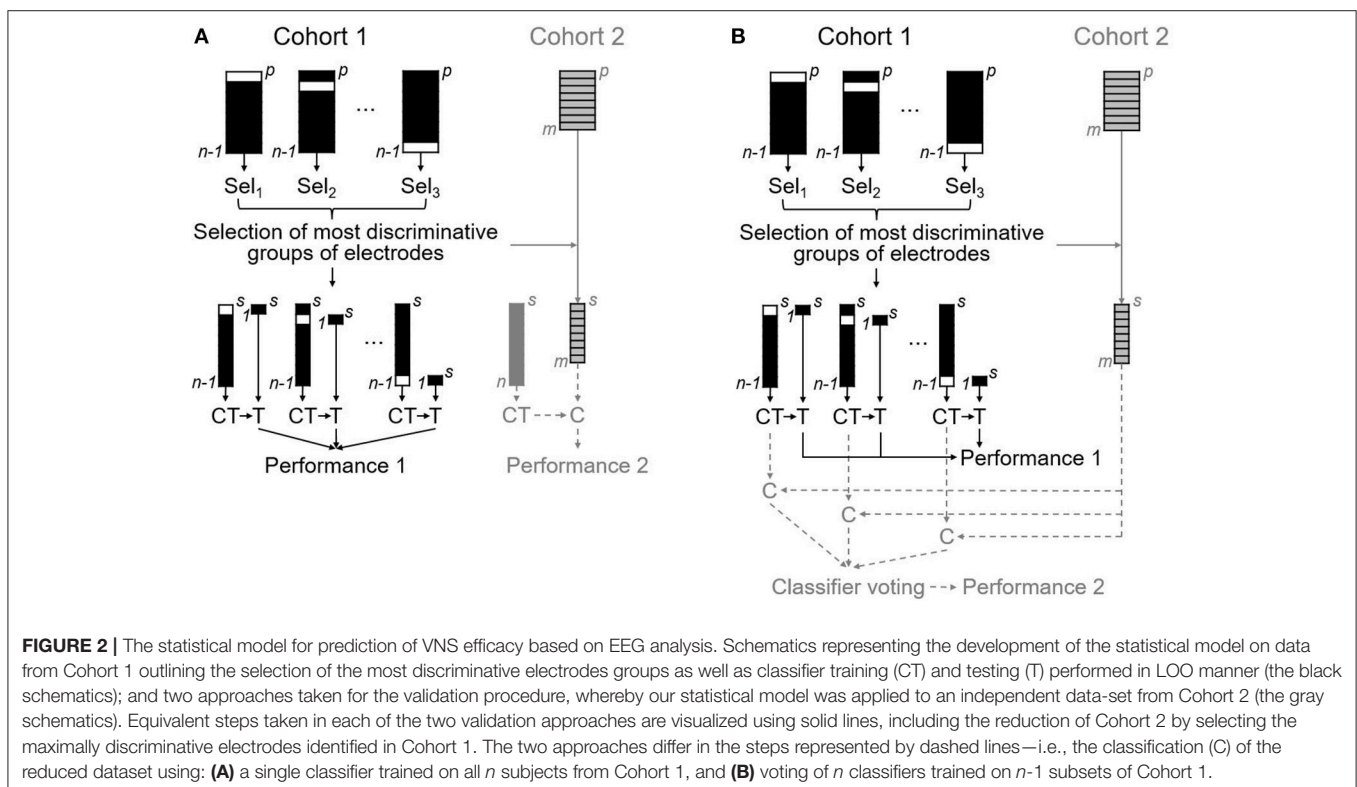 A Cohort 1 Cohort 2
p p p p
...
m
n-1 n-1 n-1
Sel1 Sel2 Sel3
Selection of most discriminative
groups of electrodes
s s s s s s s s
1 1 ... 1
n-1 n-1 n-1 n m
CT→T CT→T CT→T CT C
Performance 1 Performance 2
B Cohort 1 Cohort 2
p p p p
...
m
n-1 n-1 n-1
Sel1 Sel2 Sel3
Selection of most discriminative
groups of electrodes
s s s s s s s
1 1 ... 1
n-1 n-1 n-1 m
CT→T CT→T CT→T
Performance 1
C
C
C
Classifier voting Performance 2
FIGURE 2 | The statistical model for prediction of VNS efficacy based on EEG analysis. Schematics representing the development of the statistical model on data
from Cohort 1 outlining the selection of the most discriminative electrodes groups as well as classifier training (CT) and testing (T) performed in LOO manner (the black
schematics); and two approaches taken for the validation procedure, whereby our statistical model was applied to an independent data-set from Cohort 2 (the gray
schematics). Equivalent steps taken in each of the two validation approaches are visualized using solid lines, including the reduction of Cohort 2 by selecting the
maximally discriminative electrodes identified in Cohort 1. The two approaches differ in the steps represented by dashed lines—i.e., the classification (C) of the
reduced dataset using: (A) a single classifier trained on all n subjects from Cohort 1, and (B) voting of n classifiers trained on n-1 subsets of Cohort 1.